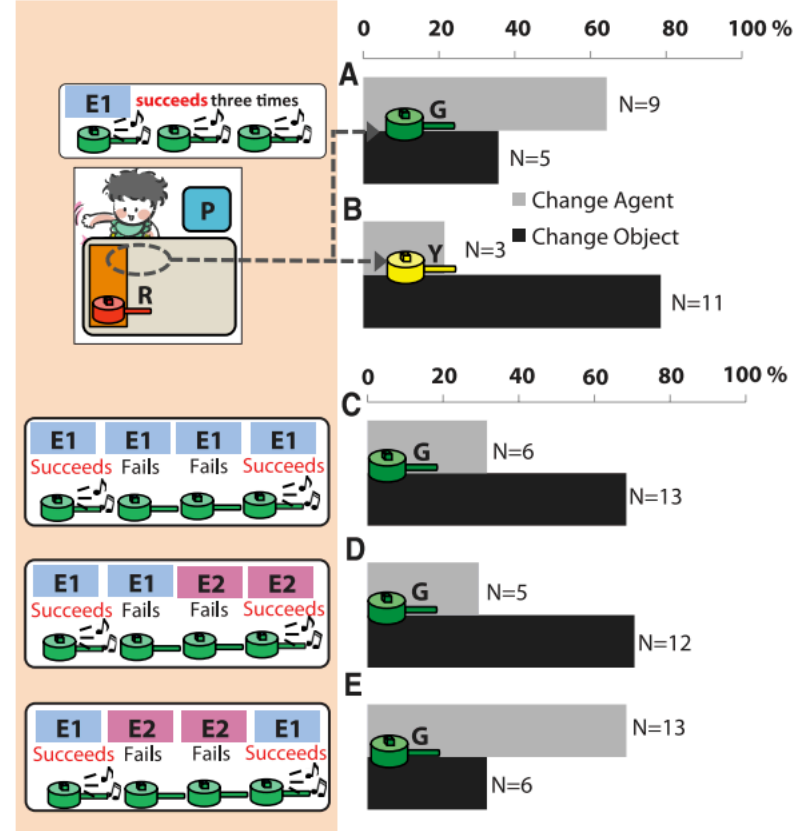 0 20 40 60 80 100 %
A
E1 succeeds three times
G N=9
N=5
P
R
Change Agent
Change Object
B
Y N=3
N=11
0 20 40 60 80 100 %
C
E1 E1 E1 E1
Succeeds Fails Fails Succeeds
G N=6
N=13
D
E1 E1 E2 E2
Succeeds Fails Fails Succeeds
G N=5
N=12
E
E1 E2 E2 E1
Succeeds Fails Fails Succeeds
G N=13
N=6